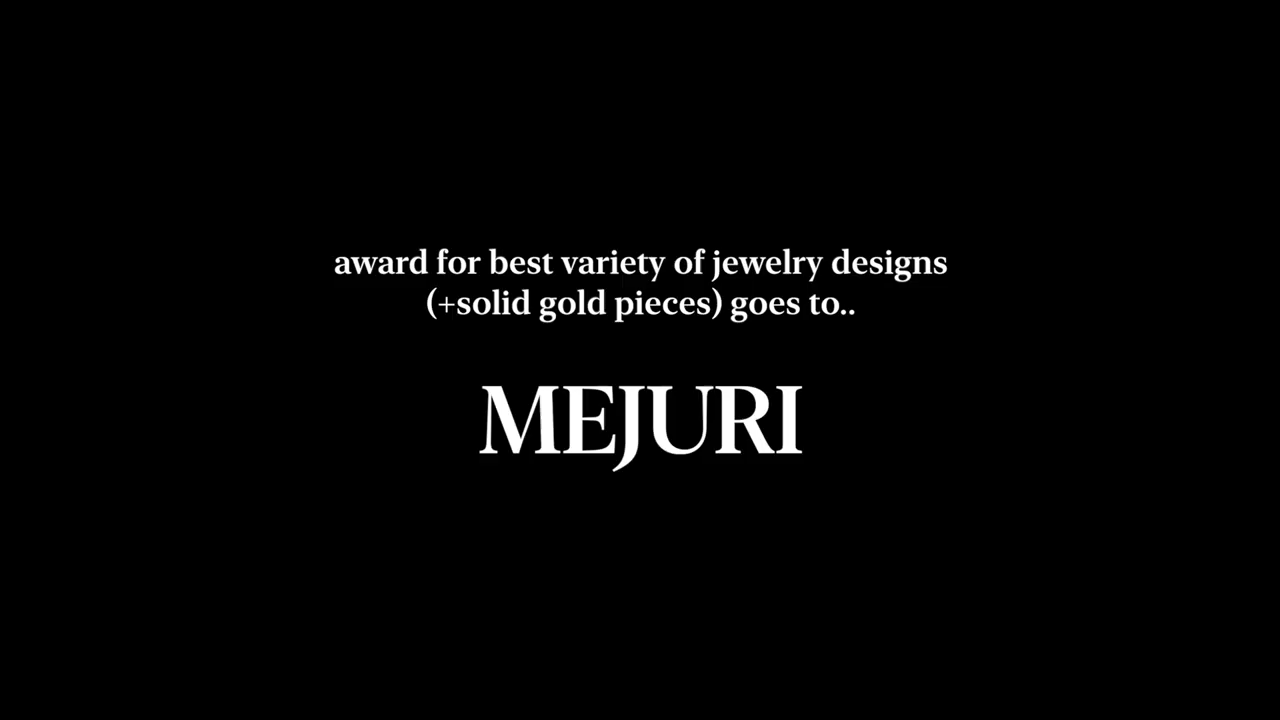 award for best variety of jewelry designs
(+solid gold pieces) goes to..
MEJURI